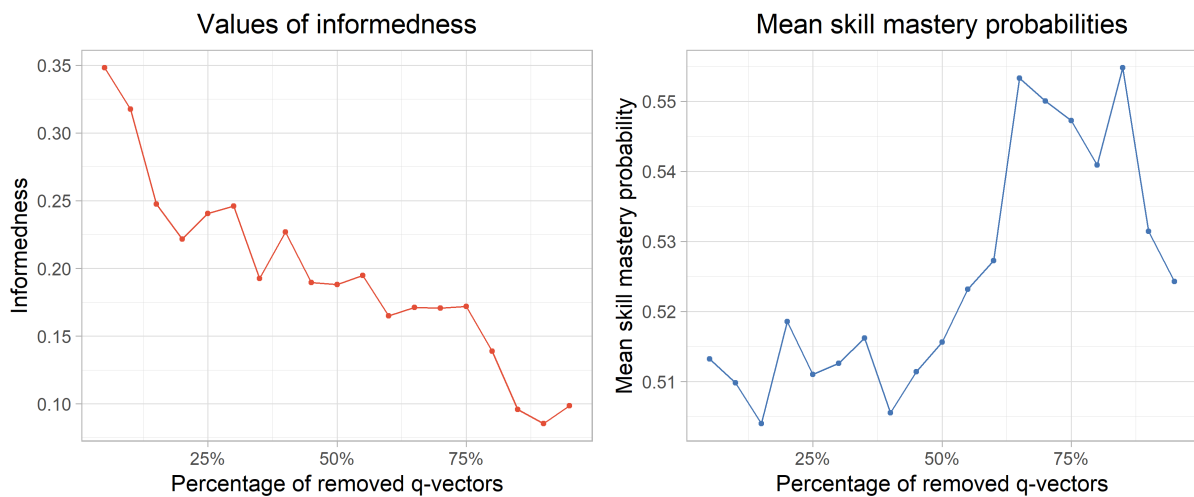 Values of informedness
Informedness
0.35
0.30
0.25
0.20
0.15
0.10
25%
50%
75%
Percentage of removed q-vectors
Mean skill mastery probabilities
Mean skill mastery probability
0.55
0.54
0.53
0.52
0.51
25%
50%
75%
Percentage of removed q-vectors